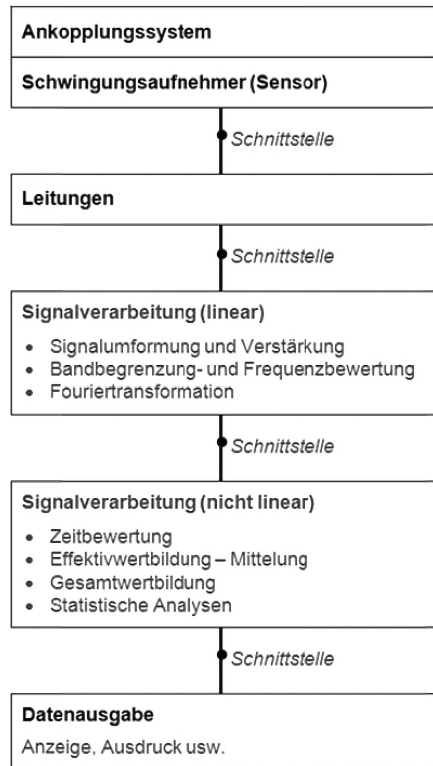 Ankopplungssystem
Schwingungsaufnehmer (Sensor)
Schnittstelle
Leitungen
Schnittstelle
Signalverarbeitung (linear)
• Signalumformung und Verstärkung
• Bandbegrenzung- und Frequenzbewertung
• Fouriertransformation
Schnittstelle
Signalverarbeitung (nicht linear)
• Zeitbewertung
• Effektivwertbildung – Mittelung
• Gesamtwertbildung
• Statistische Analysen
Schnittstelle
Datenausgabe
Anzeige, Ausdruck usw.